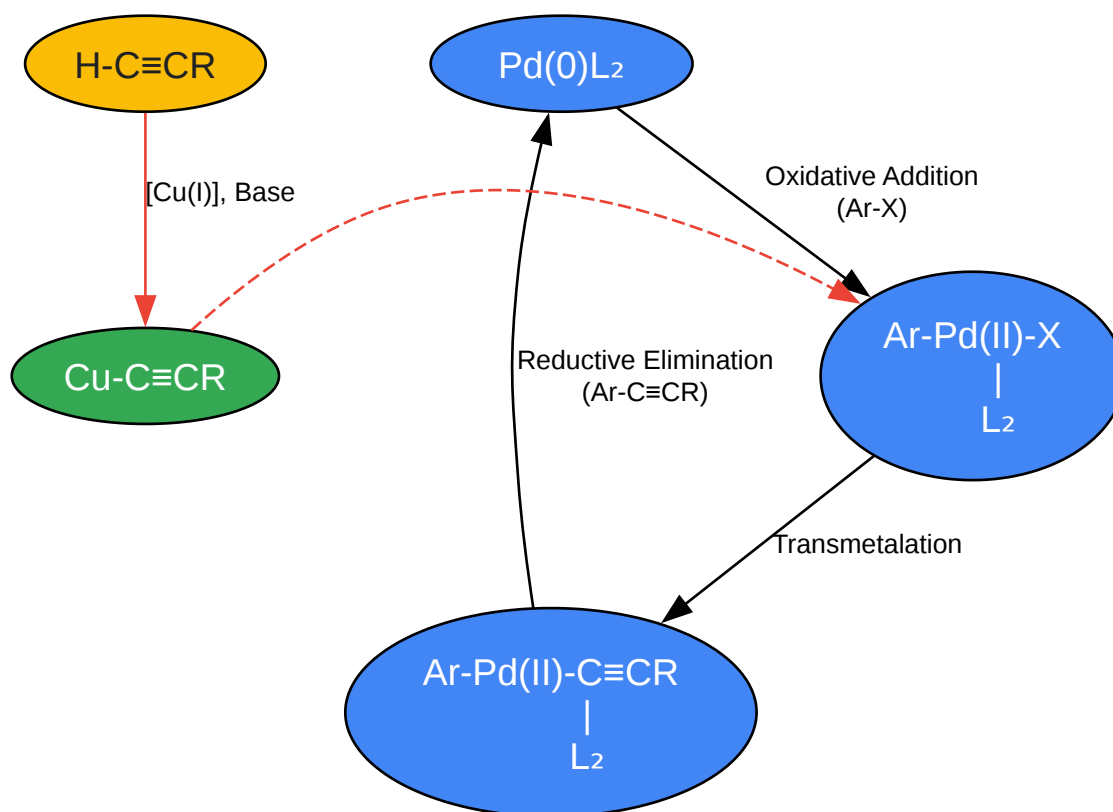 H-C≡CR
Pd(0)L₂
[Cu(I)], Base
Oxidative Addition
(Ar-X)
Cu-C≡CR
Reductive Elimination
(Ar-C≡CR)
Ar-Pd(II)-X
|
L₂
Transmetalation
Ar-Pd(II)-C≡CR
|
L₂